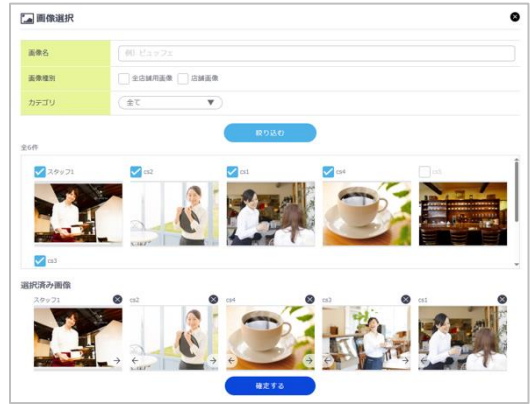 画像選択
画像名
例）ビュッフェ
画像種別
全店舗用画像 店舗画像
カテゴリ
全て
絞り込む
全6件
スタッフ1 cs2 cs1 cs4 cs5
cs3
選択済み画像
スタッフ1 cs2 cs4 cs3 cs1
確定する